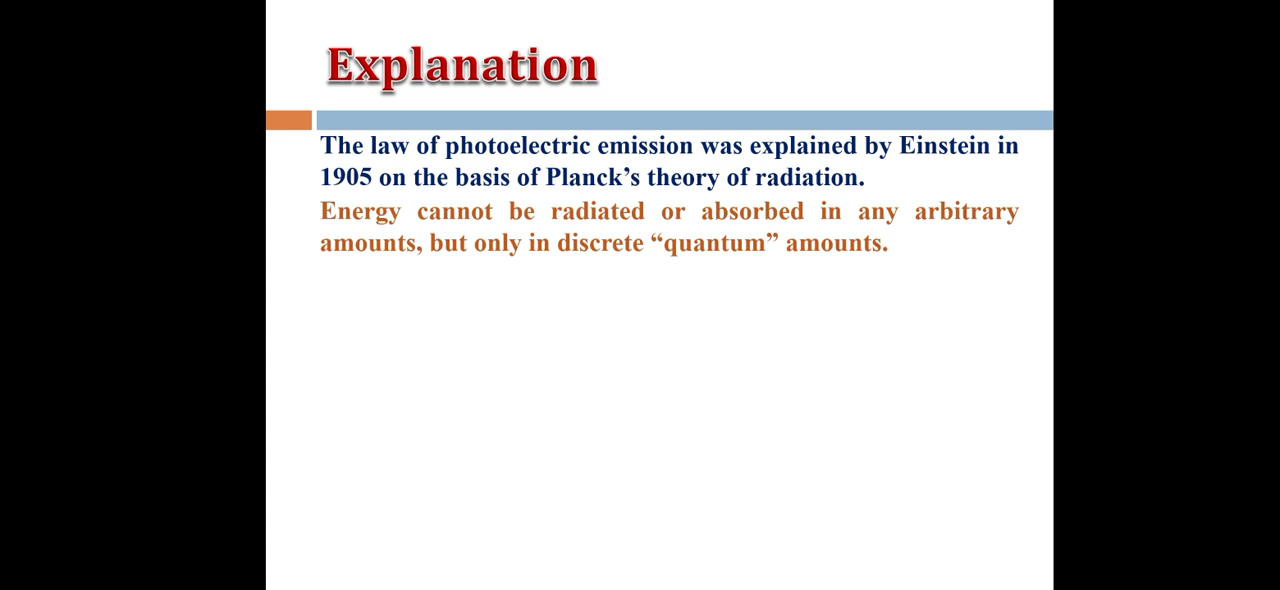 Explanation
The law of photoelectric emission was explained by Einstein in
1905 on the basis of Planck’s theory of radiation.
Energy cannot be radiated or absorbed in any arbitrary
amounts, but only in discrete “quantum” amounts.